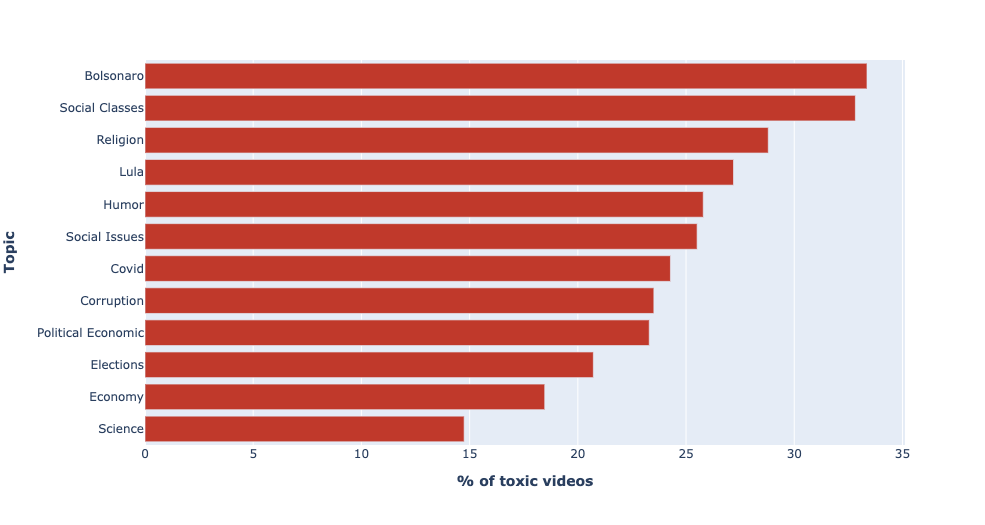 Topic
Bolsonaro
Social Classes
Religion
Lula
Humor
Social Issues
Covid
Corruption
Political Economic
Elections
Economy
Science
0 5 10 15 20 25 30 35
% of toxic videos